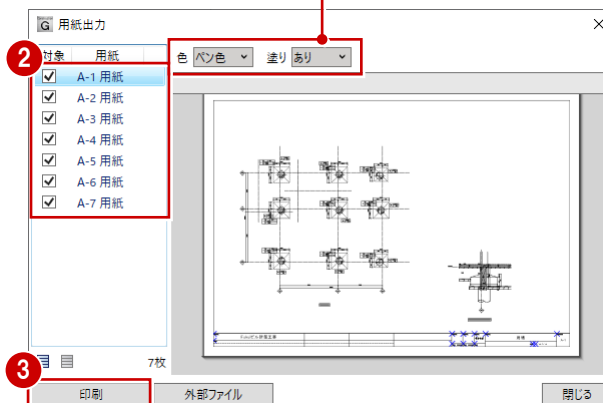 G 用紙出力
2
対象 用紙
色 ペン色 塗り あり
A-1 用紙
A-2 用紙
A-3 用紙
A-4 用紙
A-5 用紙
A-6 用紙
A-7 用紙
7枚
3
印刷 外部ファイル 閉じる